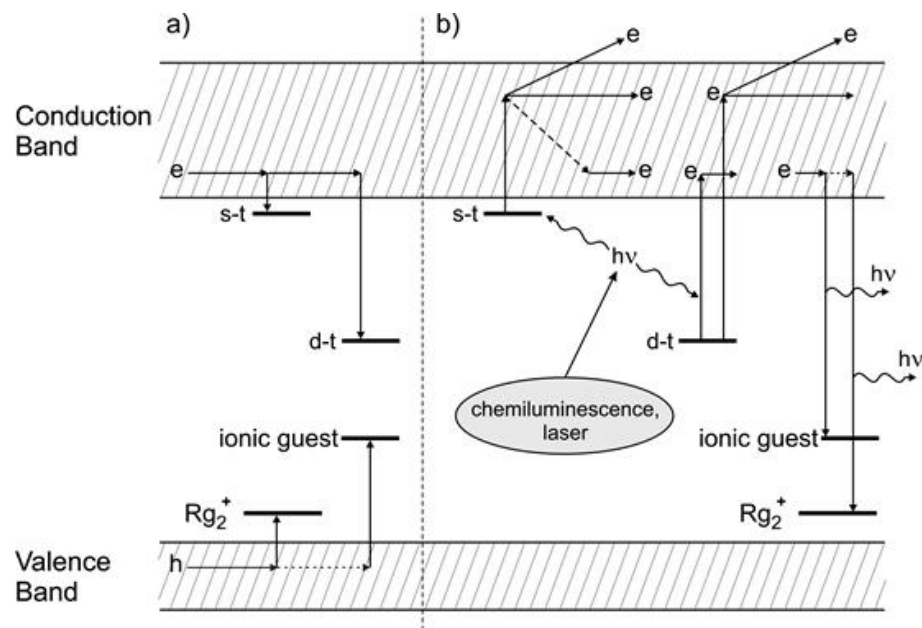 a)
b)
e
e
Conduction
Band
e
e
e
e
e
e
e
s-t
s-t
hν
hν
d-t
d-t
hν
chemiluminescence,
laser
ionic guest
ionic guest
Rg₂⁺
Rg₂⁺
Valence
Band
h